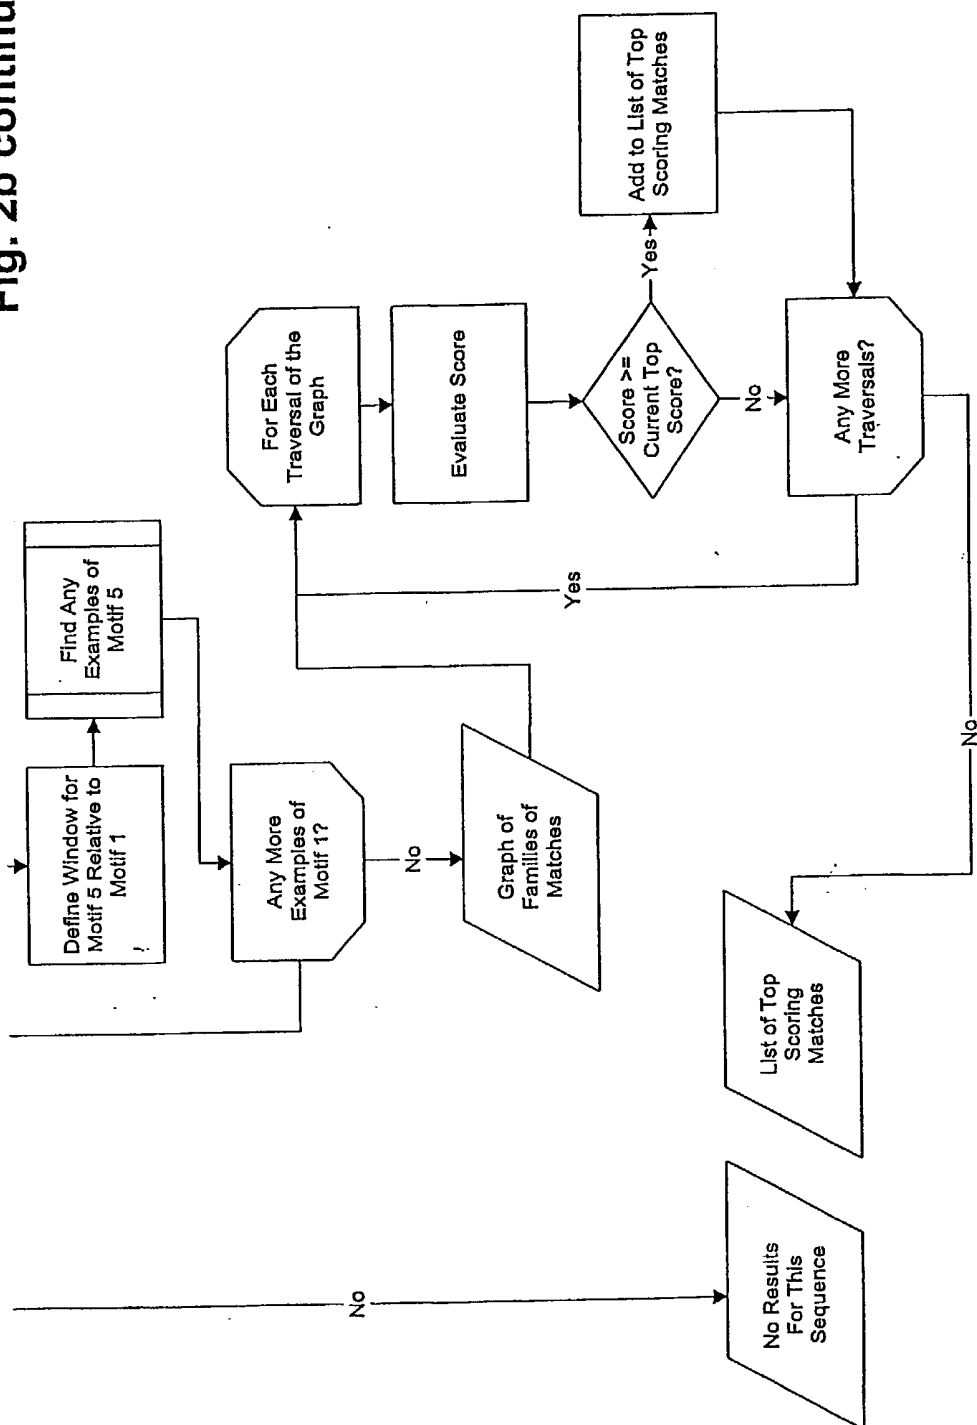 Fig. 2b
Define Window for
Motif 5 Relative to
Motif 1
Find Any
Examples of
Motif 5
Any More
Examples of
Motif 1?
No
Graph of
Families of
Matches
For Each
Traversal of the
Graph
Evaluate Score
Score >=
Current Top
Score?
Yes
Add to List of Top
Scoring Matches
No
Any More
Traversals?
Yes
No
List of Top
Scoring
Matches
No
No Results
For This
Sequence